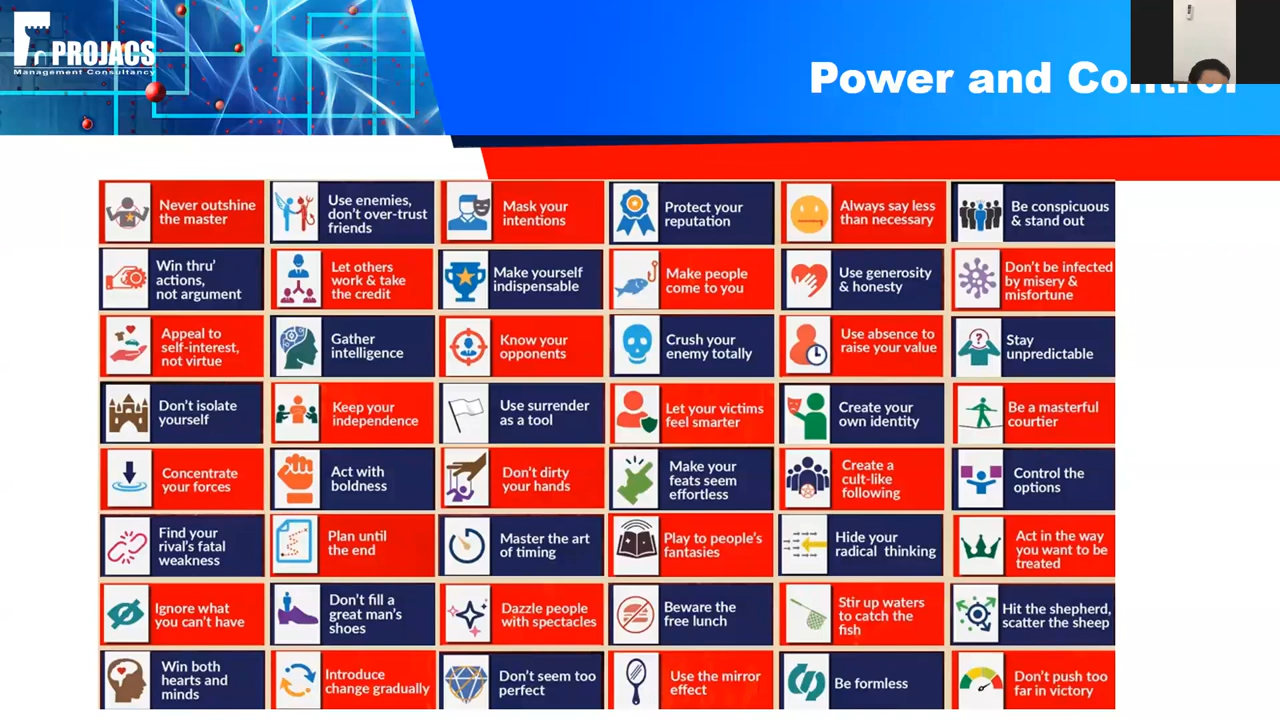 PROJACS
Management Consultancy
Power and Control
Never outshine
the master
Use enemies,
don't over-trust
friends
Mask your
intentions
Protect your
reputation
Always say less
than necessary
Be conspicuous
& stand out
Win thru'
actions,
not argument
Let others
work & take
the credit
Make yourself
indispensable
Make people
come to you
Use generosity
& honesty
Don't be infected
by misery &
misfortune
Appeal to
self-interest,
not virtue
Gather
intelligence
Know your
opponents
Crush your
enemy totally
Use absence to
raise your value
Stay
unpredictable
Don't isolate
yourself
Keep your
independence
Use surrender
as a tool
Let your victims
feel smarter
Create your
own identity
Be a masterful
courtier
Concentrate
your forces
Act with
boldness
Don't dirty
your hands
Make your
feats seem
effortless
Create a
cult-like
following
Control the
options
Find your
rival's fatal
weakness
Plan until
the end
Master the art
of timing
Play to people's
fantasies
Hide your
radical thinking
Act in the way
you want to be
treated
Ignore what
you can't have
Don't fill a
great man's
shoes
Dazzle people
with spectacles
Beware the
free lunch
Stir up waters
to catch the
fish
Hit the shepherd,
scatter the sheep
Win both
hearts and
minds
Introduce
change gradually
Don't seem too
perfect
Use the mirror
effect
Be formless
Don't push too
far in victory